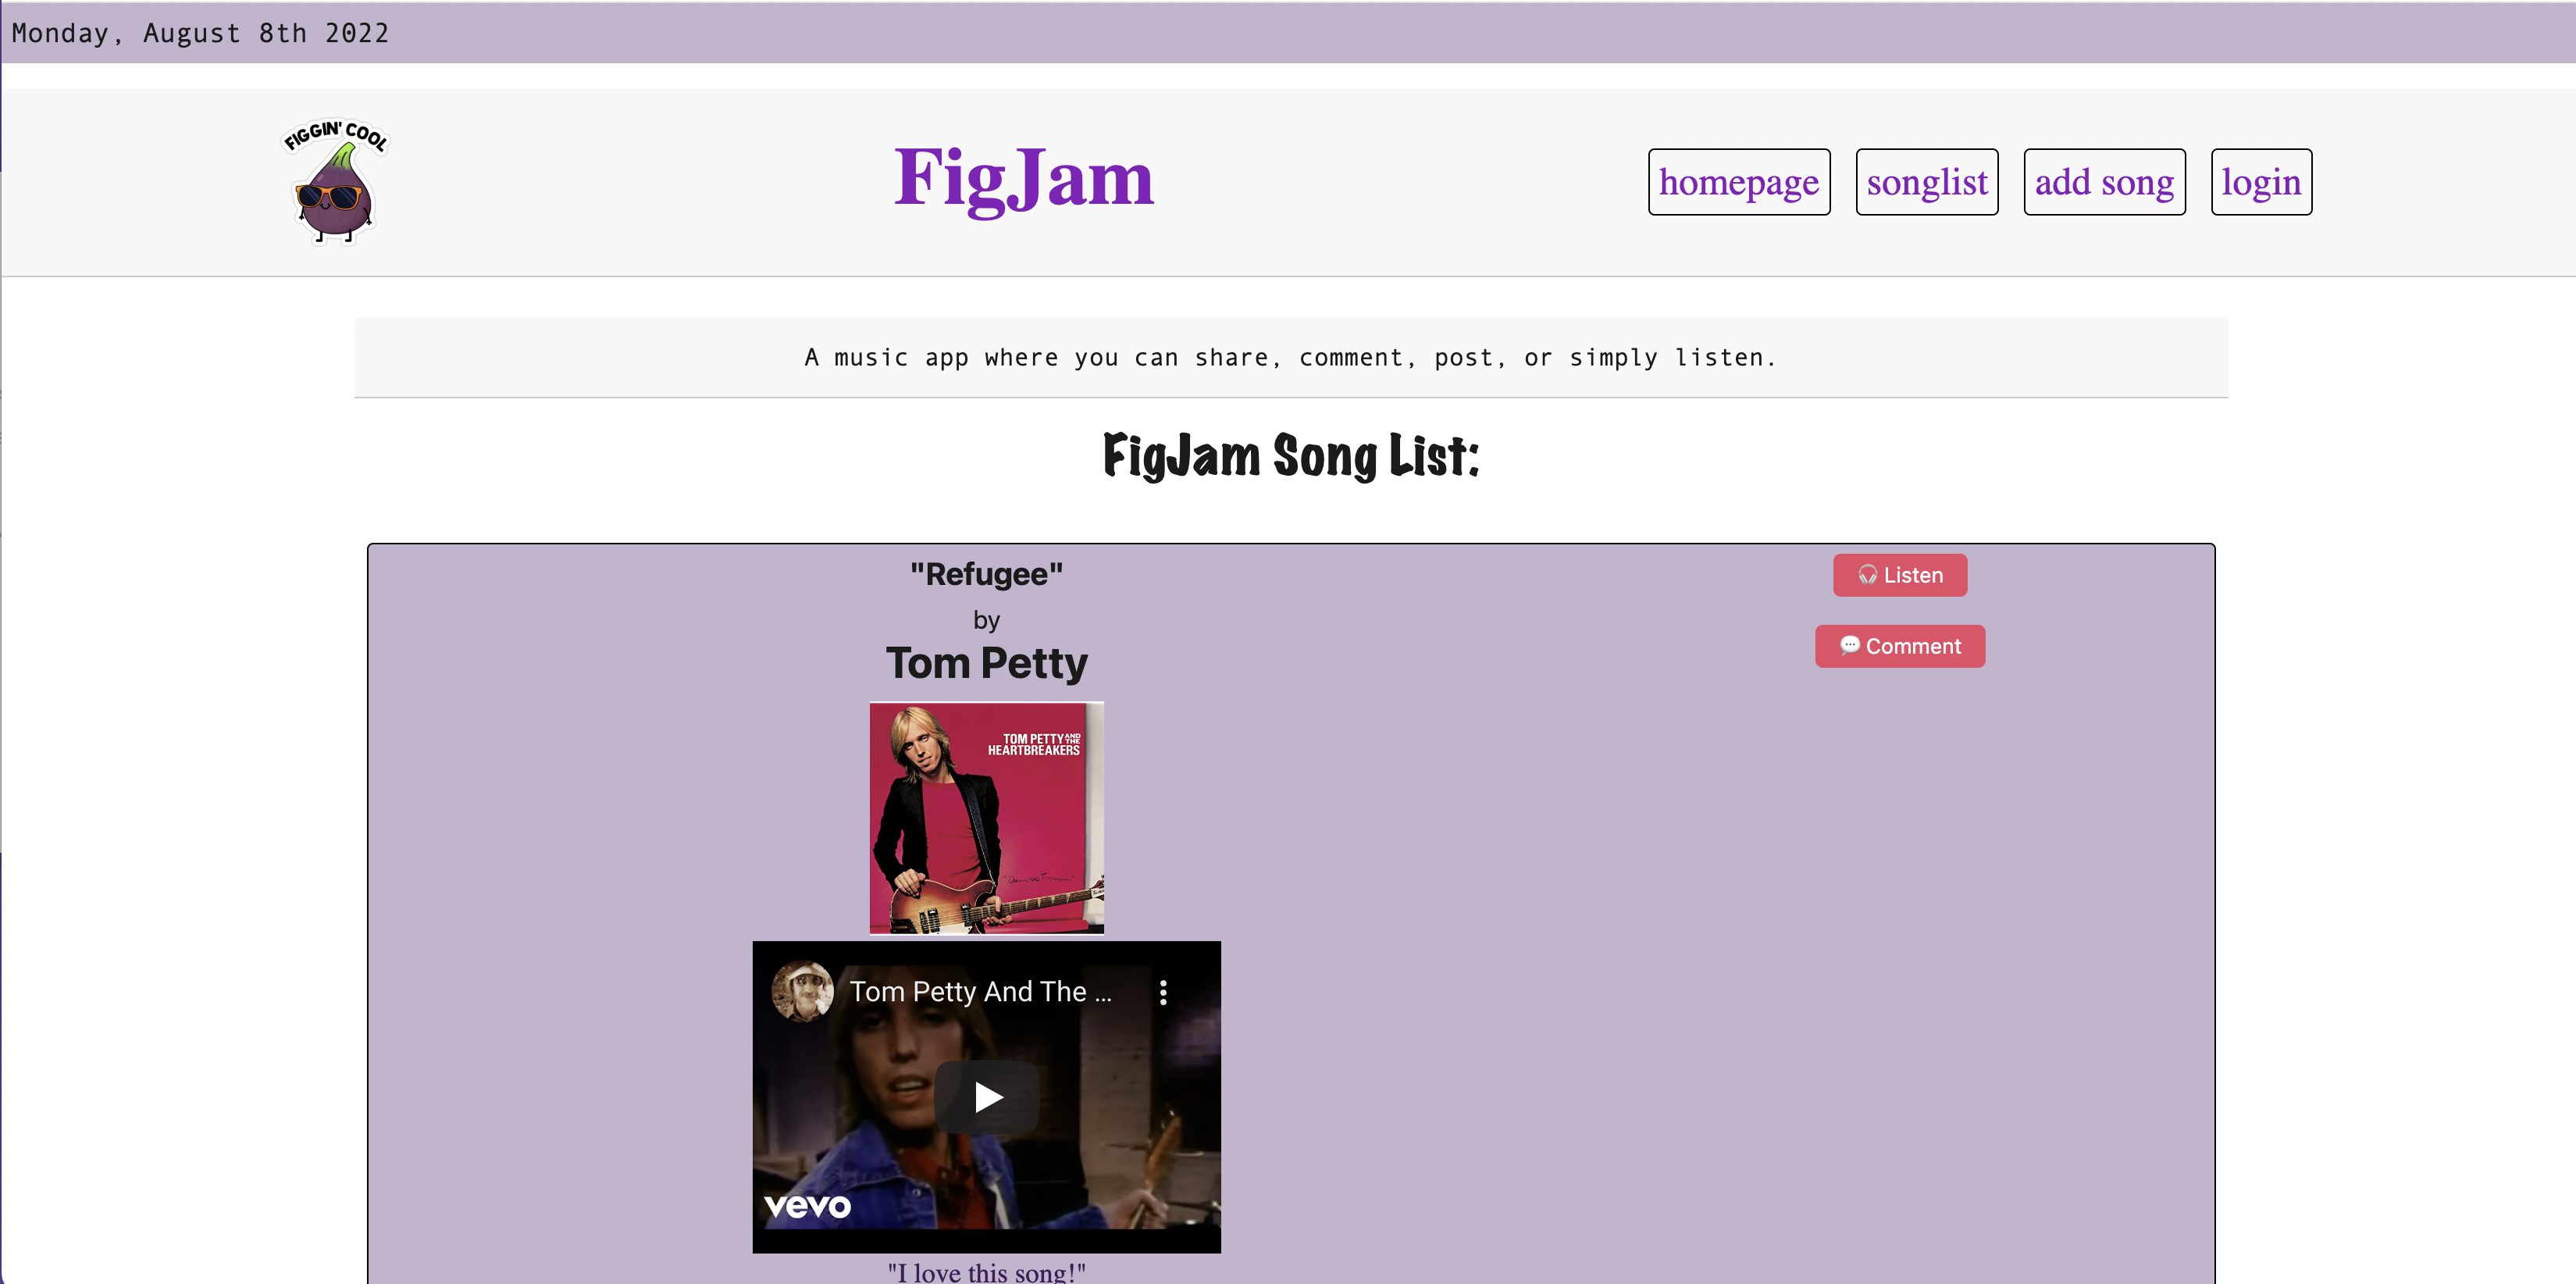 Monday, August 8th 2022
FIGGIN' COOL
FigJam
homepage
songlist
add song
login
A music app where you can share, comment, post, or simply listen.
FigJam Song List:
"Refugee"
🎧 Listen
by
💬 Comment
Tom Petty
TOM PETTY AND THE
HEARTBREAKERS
Tom Petty And The ...
vevo
"I love this song!"